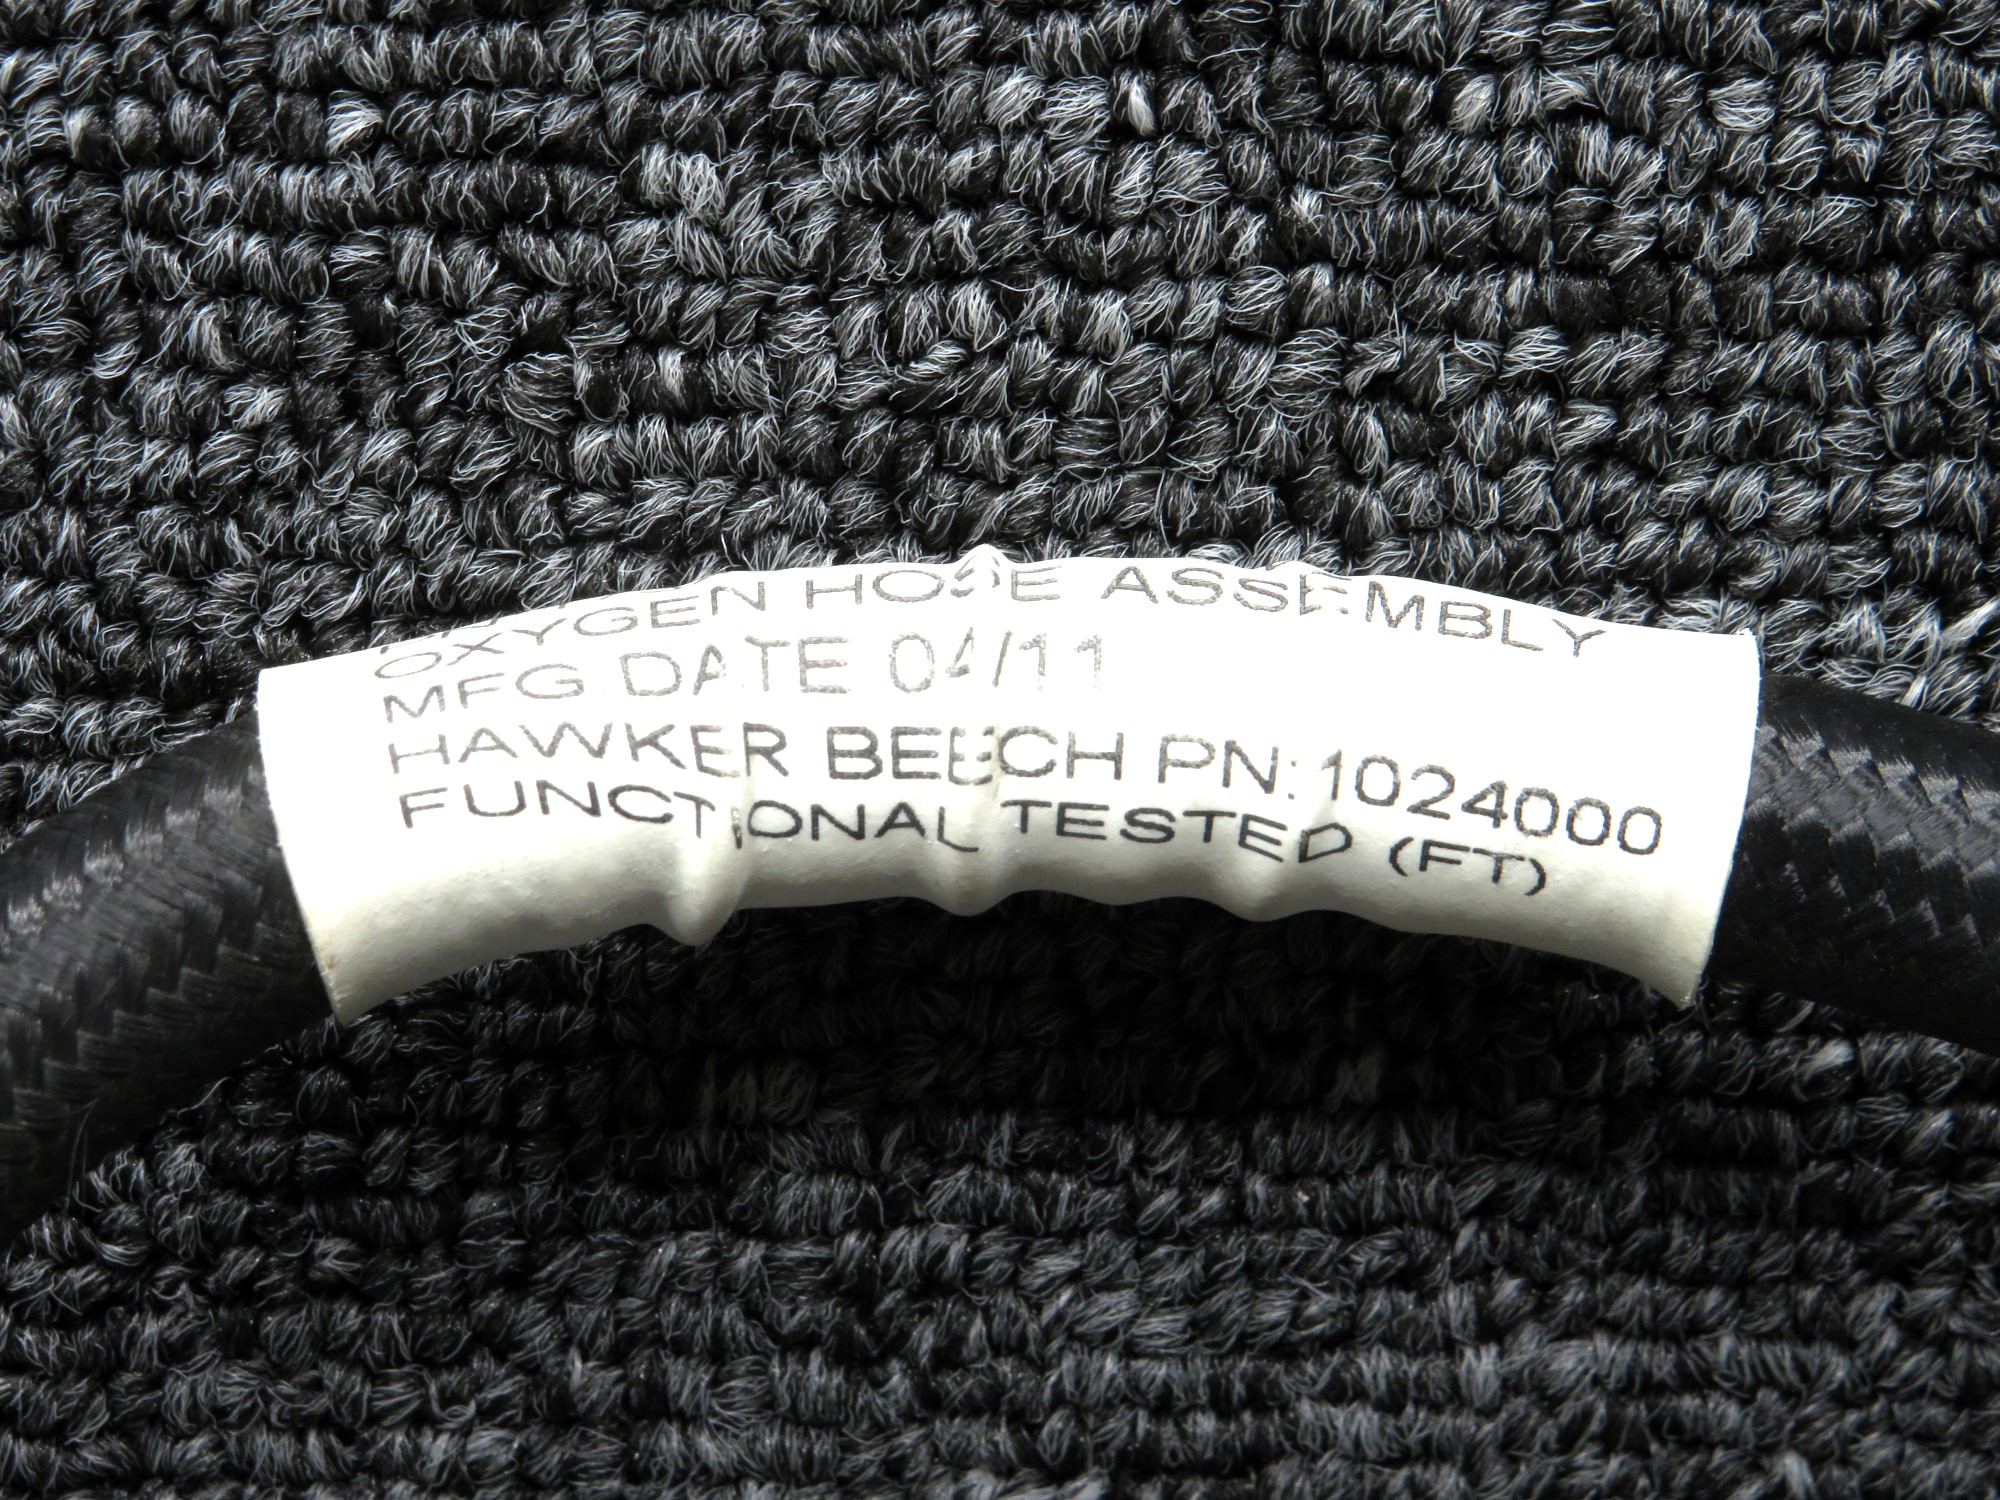 OXYGEN HOSE ASSEMBLY
MFG DATE 04/11
HAWKER BEECH PN: 1024000
FUNCTIONAL TESTED (FT)